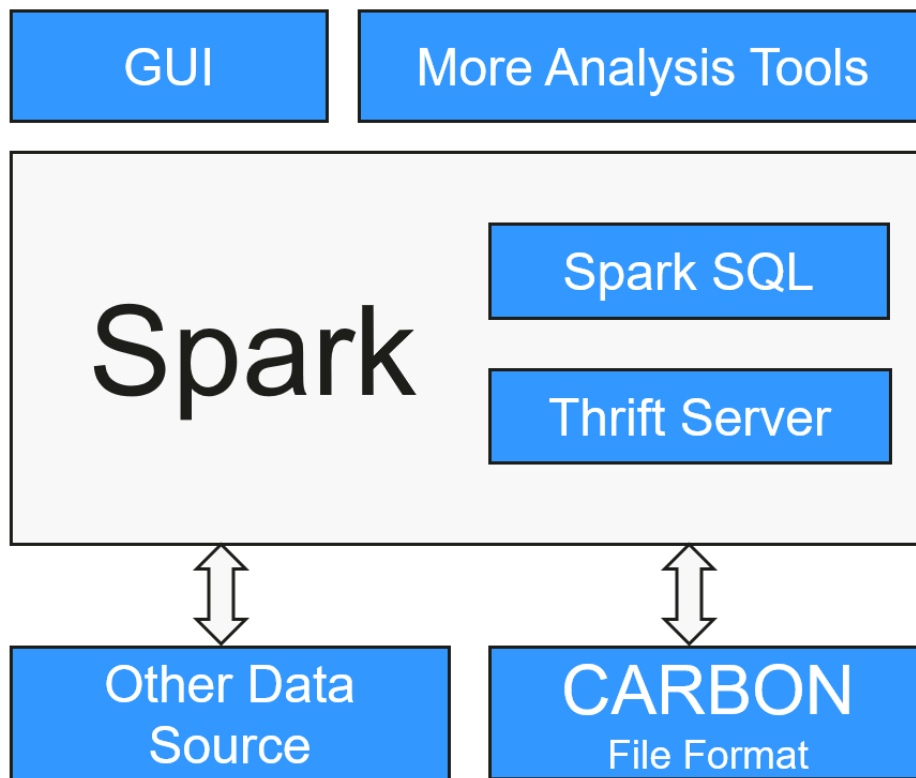 GUI
More Analysis Tools
Spark
Spark SQL
Thrift Server
Other Data
Source
CARBON
File Format